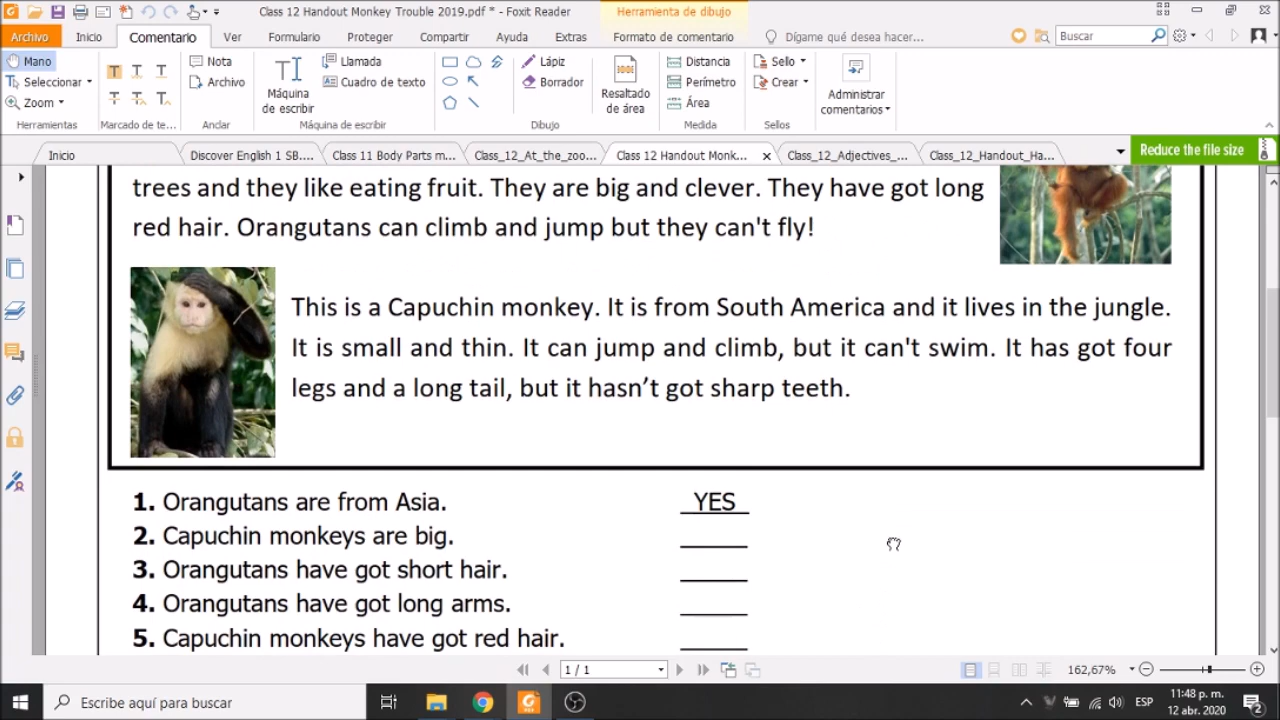 Class 12 Handout Monkey Trouble 2019.pdf * - Foxit Reader
Herramienta de dibujo
Archivo Inicio Comentario Ver Formulario Proteger Compartir Ayuda Extras Formato de comentario Dígame qué desea hacer... Buscar
Mano
Seleccionar
Zoom
Herramientas
Marcado de te...
Nota
Archivo
Anclar
Máquina de escribir
Llamada
Cuadro de texto
Máquina de escribir
Lápiz
Borrador
Dibujo
Resaltado de área
Distancia
Perímetro
Área
Medida
Sello
Crear
Sellos
Administrar comentarios
Inicio Discover English 1 SB.... Class 11 Body Parts m... Class_12_At_the_zoo... Class 12 Handout Monk... Class_12_Adjectives_... Class_12_Handout_Ha... Reduce the file size
trees and they like eating fruit. They are big and clever. They have got long
red hair. Orangutans can climb and jump but they can't fly!
This is a Capuchin monkey. It is from South America and it lives in the jungle.
It is small and thin. It can jump and climb, but it can't swim. It has got four
legs and a long tail, but it hasn’t got sharp teeth.
1. Orangutans are from Asia. YES
2. Capuchin monkeys are big. ______
3. Orangutans have got short hair. ______
4. Orangutans have got long arms. ______
5. Capuchin monkeys have got red hair. ______
1 / 1 162,67%
Escribe aquí para buscar
ESP
11:48 p. m.
12 abr. 2020
2